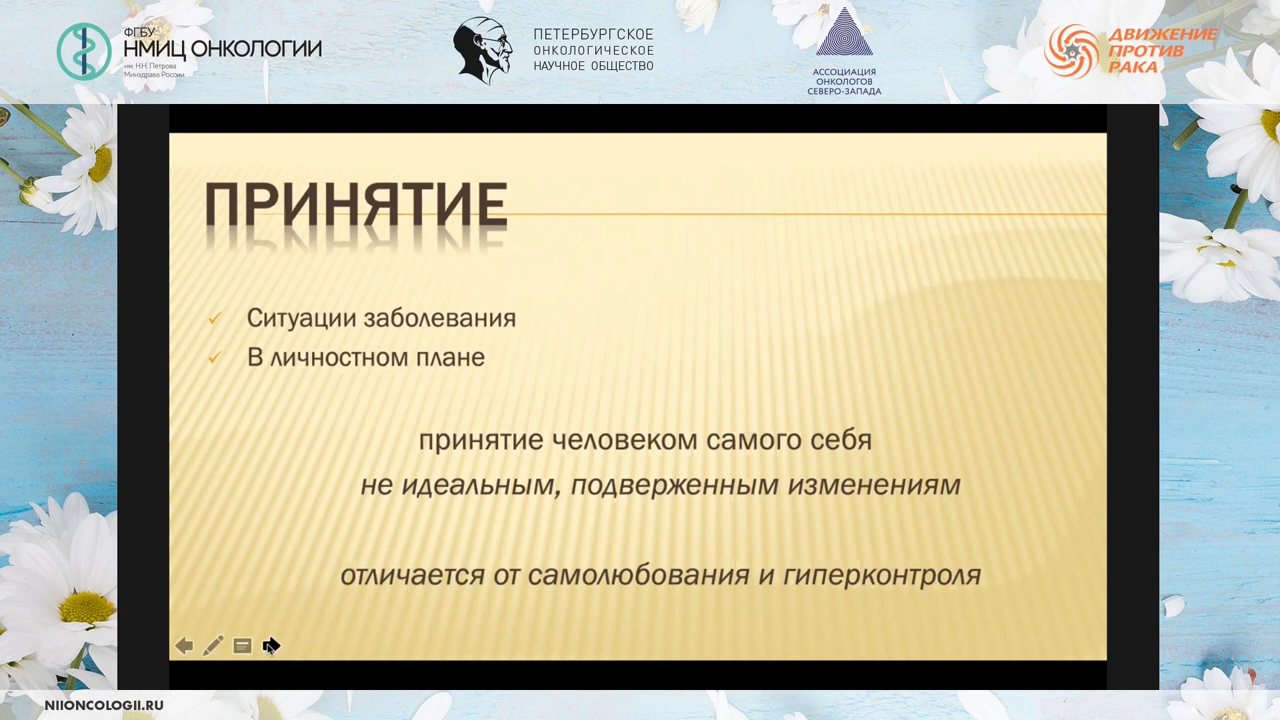 ФГБУ
НМИЦ ОНКОЛОГИИ
им. Н.Н. Петрова
Минздрава России
ПЕТЕРБУРГСКОЕ
ОНКОЛОГИЧЕСКОЕ
НАУЧНОЕ ОБЩЕСТВО
АССОЦИАЦИЯ
ОНКОЛОГОВ
СЕВЕРО-ЗАПАДА
ДВИЖЕНИЕ
ПРОТИВ
РАКА
ПРИНЯТИЕ
Ситуации заболевания
В личностном плане
принятие человеком самого себя
не идеальным, подверженным изменениям
отличается от самолюбования и гиперконтроля
NIIONCOLOGII.RU